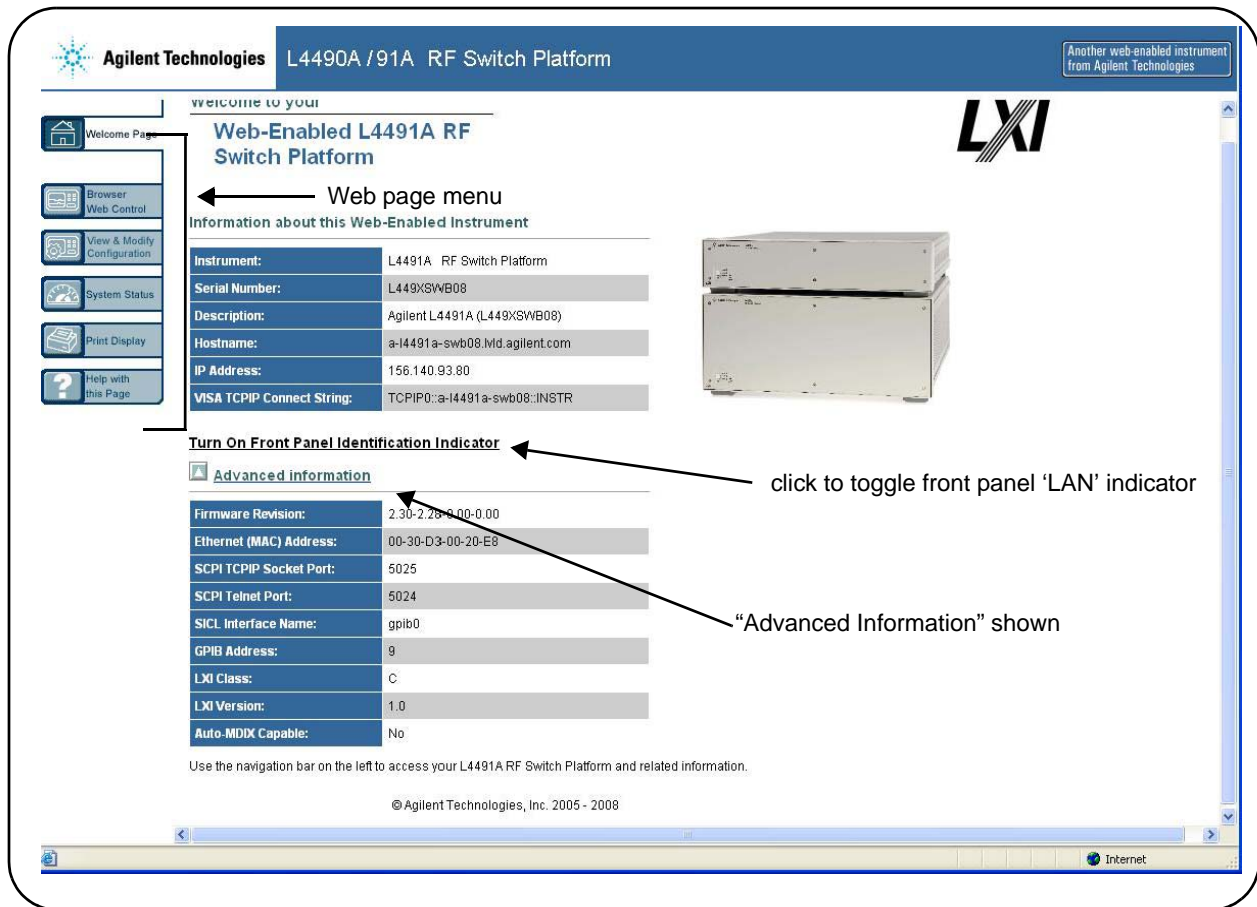 Agilent Technologies
L4490A / 91A RF Switch Platform
Another web-enabled instrument
from Agilent Technologies
Welcome to your
Web-Enabled L4491A RF
Switch Platform
LXI
Welcome Page
Browser
Web Control
View & Modify
Configuration
System Status
Print Display
Help with
this Page
Web page menu
Information about this Web-Enabled Instrument
Instrument: L4491A RF Switch Platform
Serial Number: L449XSWB08
Description: Agilent L4491A (L449XSWB08)
Hostname: a-l4491a-swb08.lvld.agilent.com
IP Address: 156.140.93.80
VISA TCPIP Connect String: TCPIP0::a-l4491a-swb08::INSTR
Turn On Front Panel Identification Indicator
click to toggle front panel ‘LAN’ indicator
Advanced information
Firmware Revision: 2.30-2.28-0.00-0.00
Ethernet (MAC) Address: 00-30-D3-00-20-E8
SCPI TCPIP Socket Port: 5025
SCPI Telnet Port: 5024
“Advanced Information” shown
SICL Interface Name: gpib0
GPIB Address: 9
LXI Class: C
LXI Version: 1.0
Auto-MDIX Capable: No
Use the navigation bar on the left to access your L4491A RF Switch Platform and related information.
© Agilent Technologies, Inc. 2005 - 2008
Internet